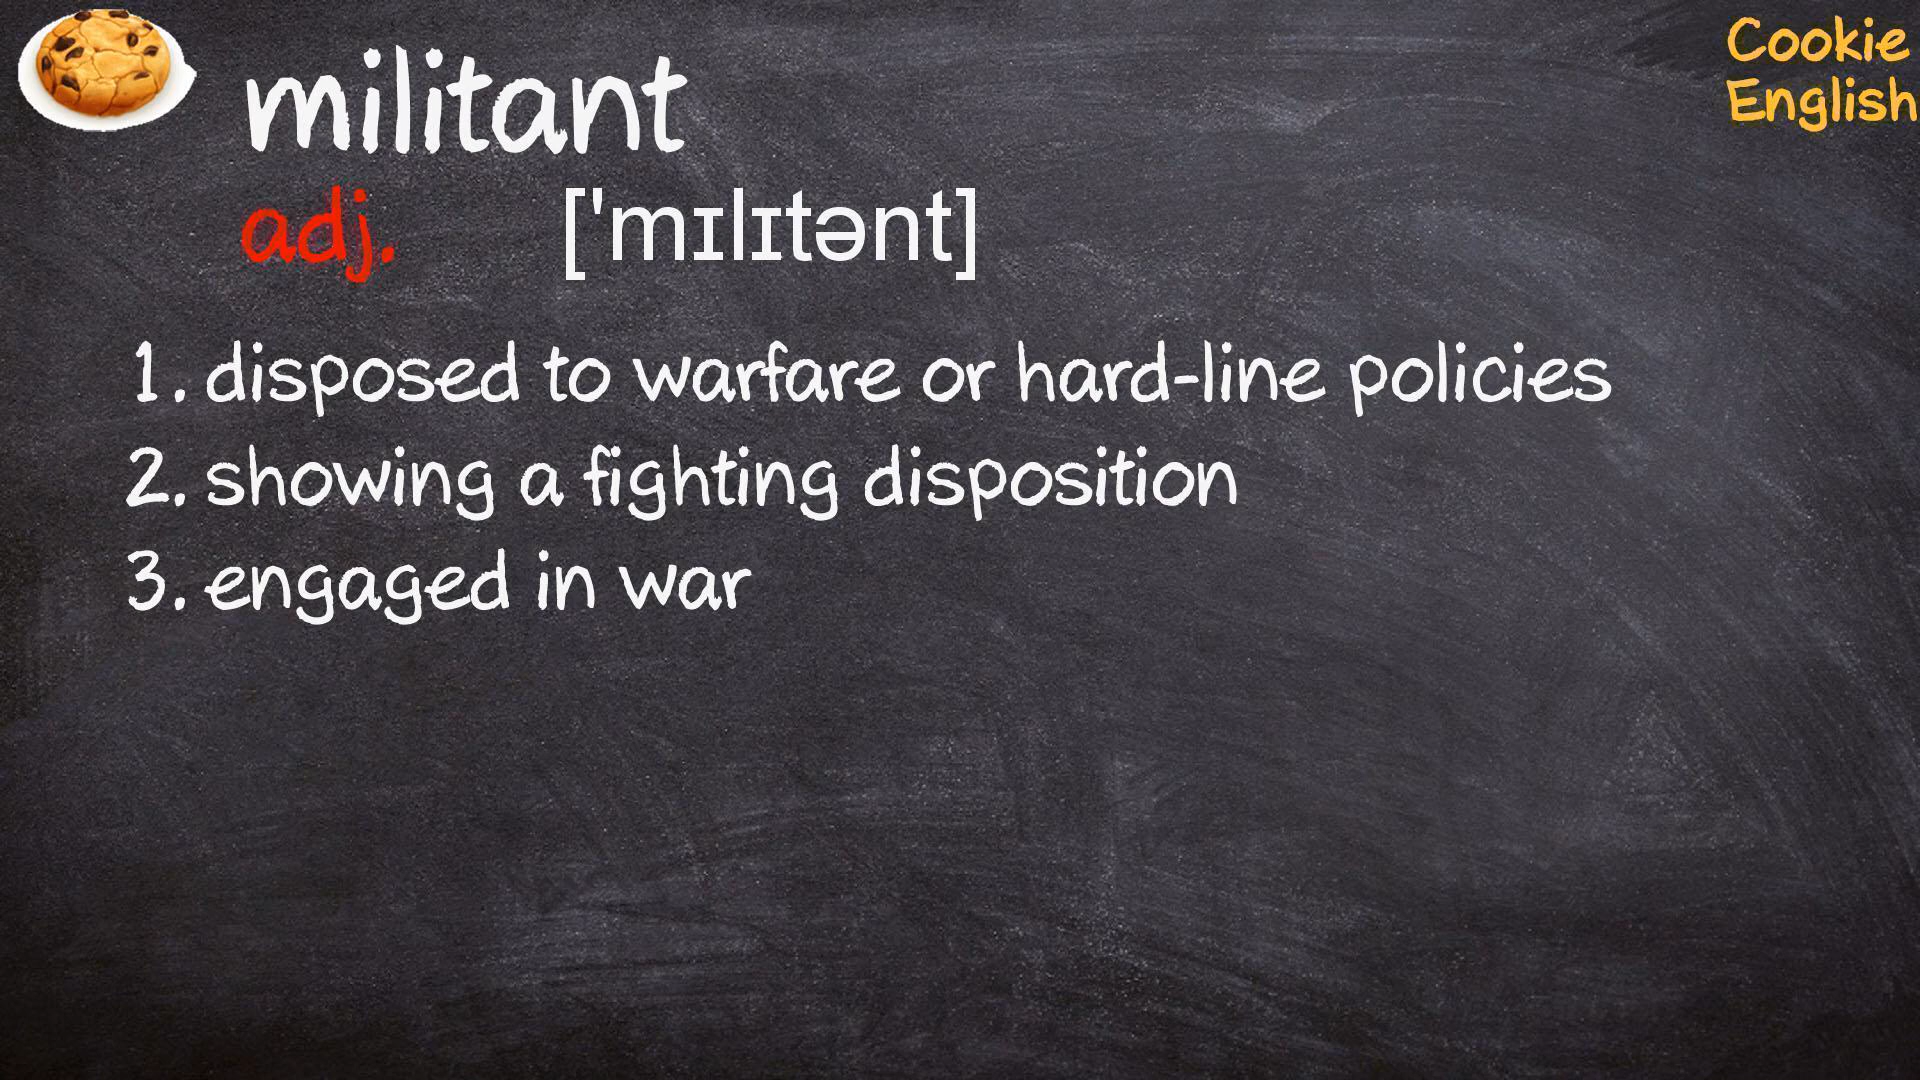 militant
Cookie
English
adj. ['mɪlɪtənt]
1. disposed to warfare or hard-line policies
2. showing a fighting disposition
3. engaged in war